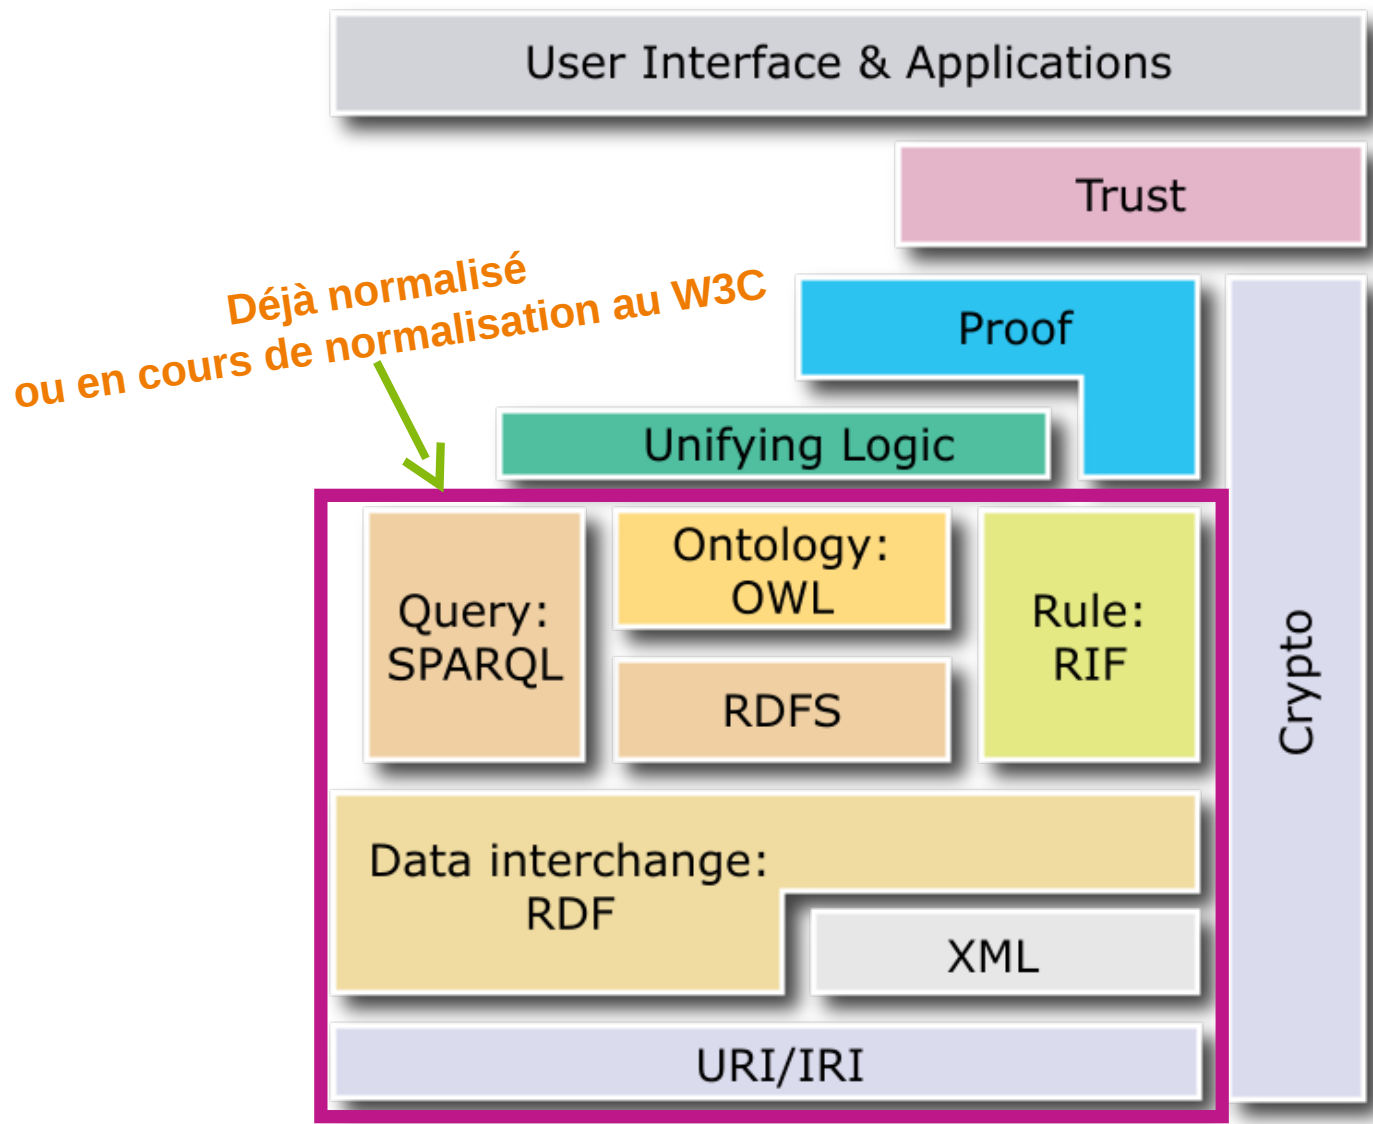 User Interface & Applications
Trust
Déjà normalisé
ou en cours de normalisation au W3C
Proof
Unifying Logic
Query:
SPARQL
Ontology:
OWL
RDFS
Rule:
RIF
Crypto
Data interchange:
RDF
XML
URI/IRI